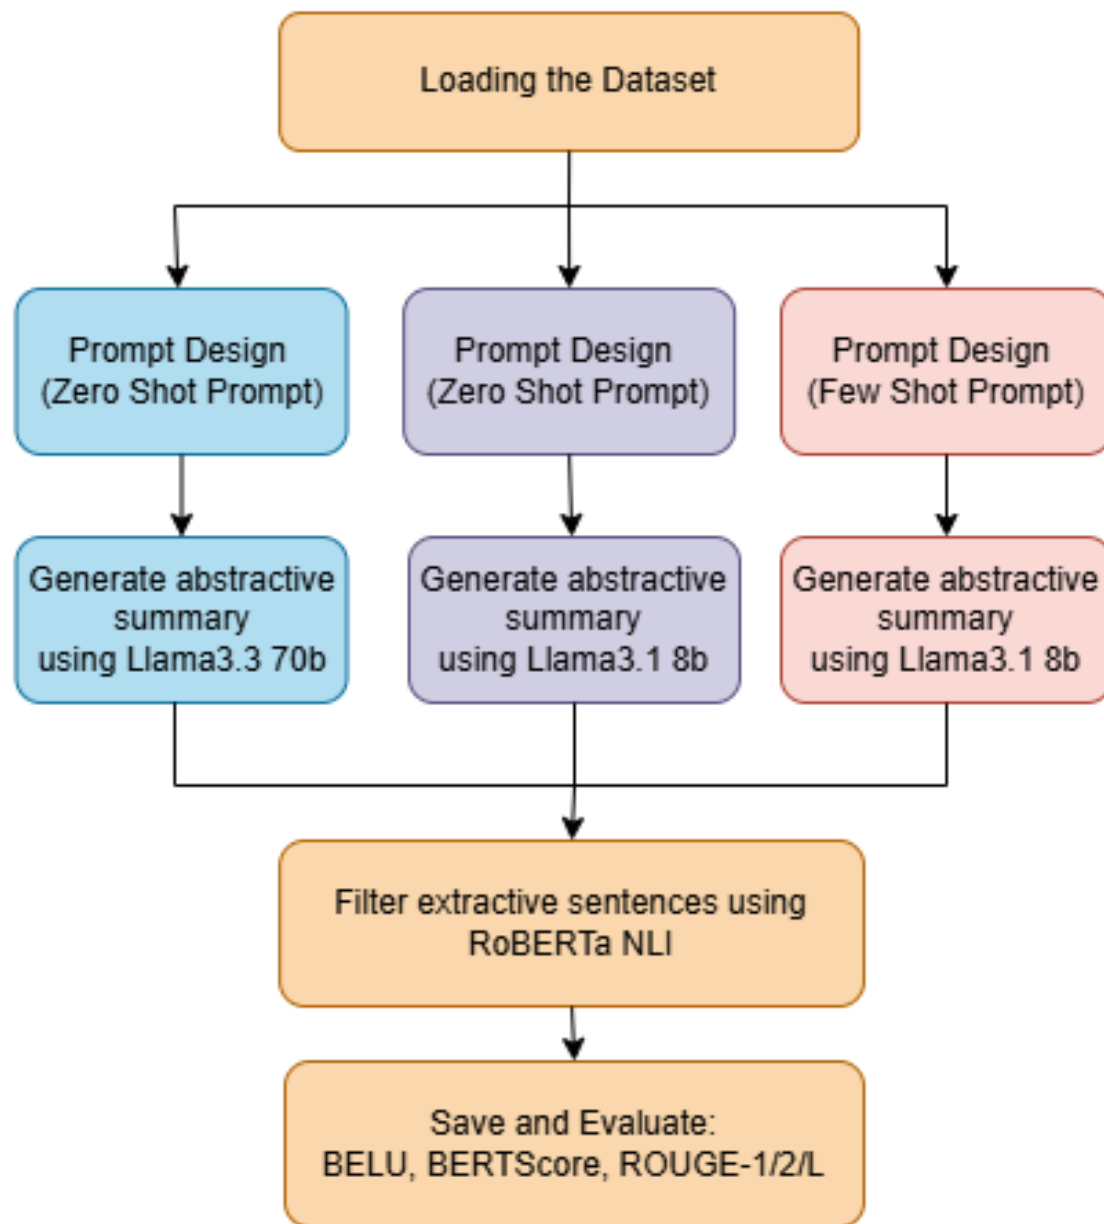 Loading the Dataset
Prompt Design
(Zero Shot Prompt)
Prompt Design
(Zero Shot Prompt)
Prompt Design
(Few Shot Prompt)
Generate abstractive
summary
using Llama3.3 70b
Generate abstractive
summary
using Llama3.1 8b
Generate abstractive
summary
using Llama3.1 8b
Filter extractive sentences using
RoBERTa NLI
Save and Evaluate:
BELU, BERTScore, ROUGE-1/2/L